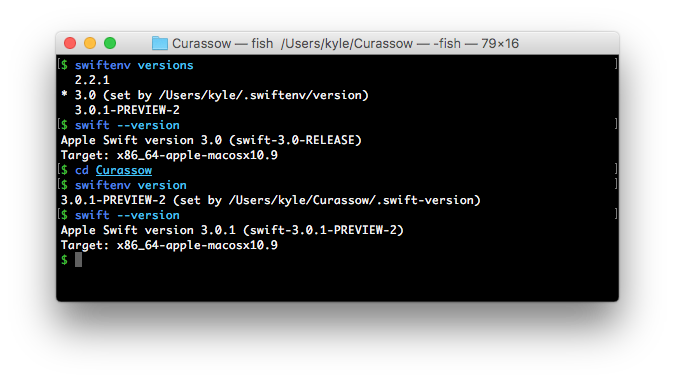 Curassow — fish  /Users/kyle/Curassow — -fish — 79×16
[$ swiftenv versions ]
  2.2.1
* 3.0 (set by /Users/kyle/.swiftenv/version)
  3.0.1-PREVIEW-2
[$ swift --version ]
Apple Swift version 3.0 (swift-3.0-RELEASE)
Target: x86_64-apple-macosx10.9
[$ cd Curassow ]
[$ swiftenv version ]
3.0.1-PREVIEW-2 (set by /Users/kyle/Curassow/.swift-version)
[$ swift --version ]
Apple Swift version 3.0.1 (swift-3.0.1-PREVIEW-2)
Target: x86_64-apple-macosx10.9
$